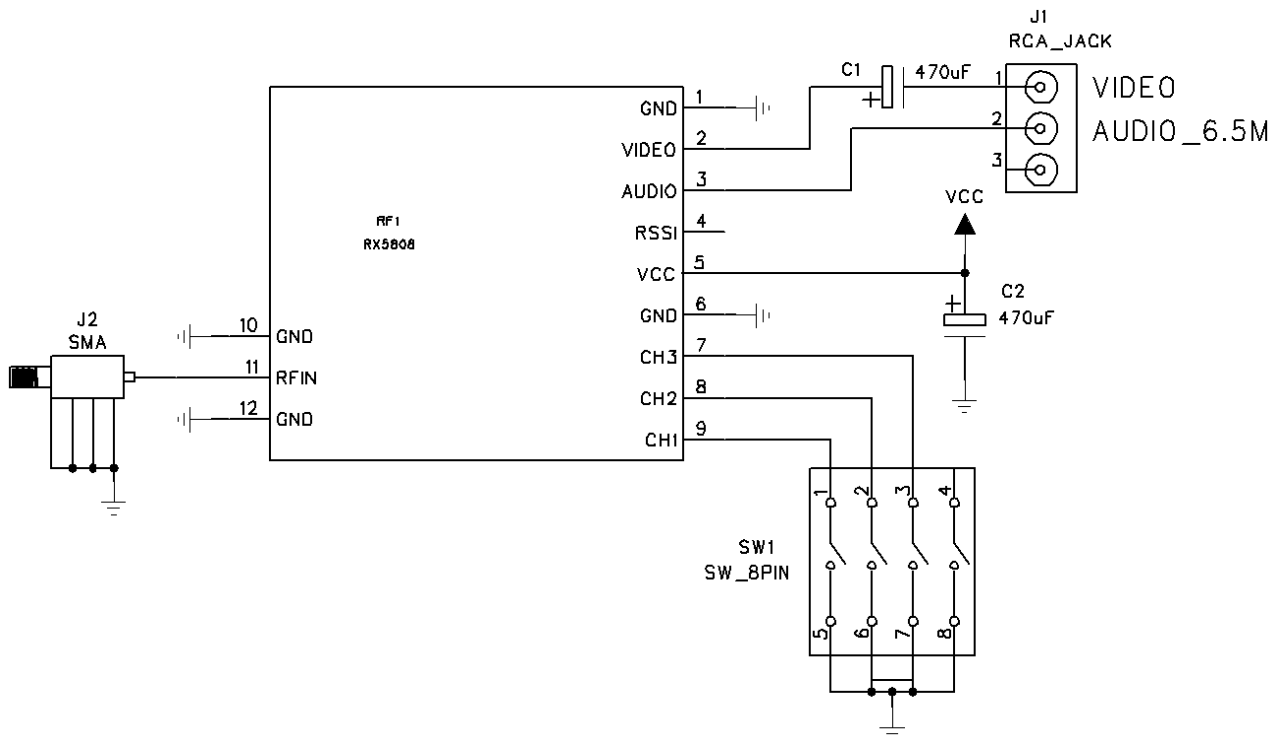 J1
RCA_JACK
C1
+
470uF
1
VIDEO
2
AUDIO_6.5M
3
RF1
RX5808
GND 1
VIDEO 2
AUDIO 3
RSSI 4
VCC 5
GND 6
CH3 7
CH2 8
CH1 9
VCC
+
C2
470uF
J2
SMA
10 GND
11 RFIN
12 GND
SW1
SW_8PIN
1 2 3 4
5 6 7 8